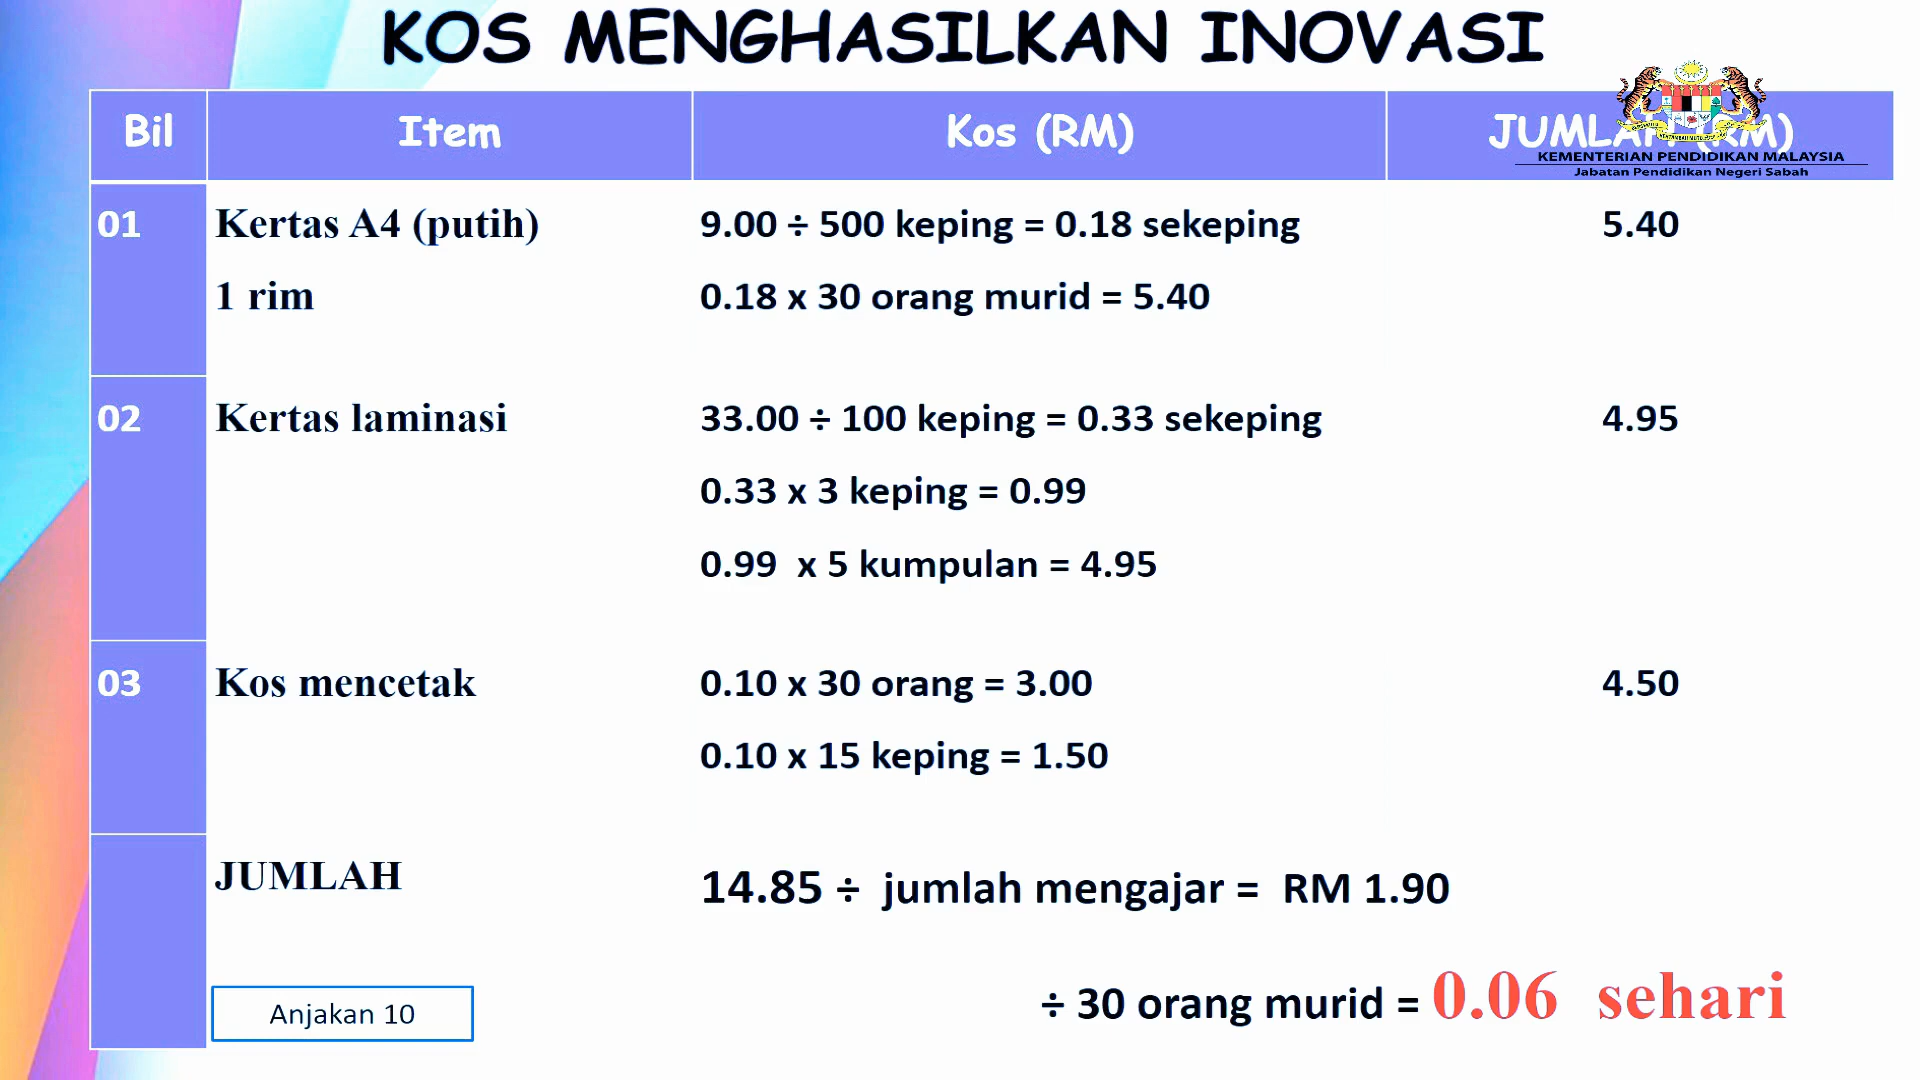 KOS MENGHASILKAN INOVASI
Bil Item Kos (RM) JUMLAH (RM)
KEMENTERIAN PENDIDIKAN MALAYSIA
Jabatan Pendidikan Negeri Sabah
01 Kertas A4 (putih) 9.00 ÷ 500 keping = 0.18 sekeping 5.40
1 rim 0.18 x 30 orang murid = 5.40
02 Kertas laminasi 33.00 ÷ 100 keping = 0.33 sekeping 4.95
0.33 x 3 keping = 0.99
0.99 x 5 kumpulan = 4.95
03 Kos mencetak 0.10 x 30 orang = 3.00 4.50
0.10 x 15 keping = 1.50
JUMLAH 14.85 ÷ jumlah mengajar = RM 1.90
÷ 30 orang murid = 0.06 sehari
Anjakan 10